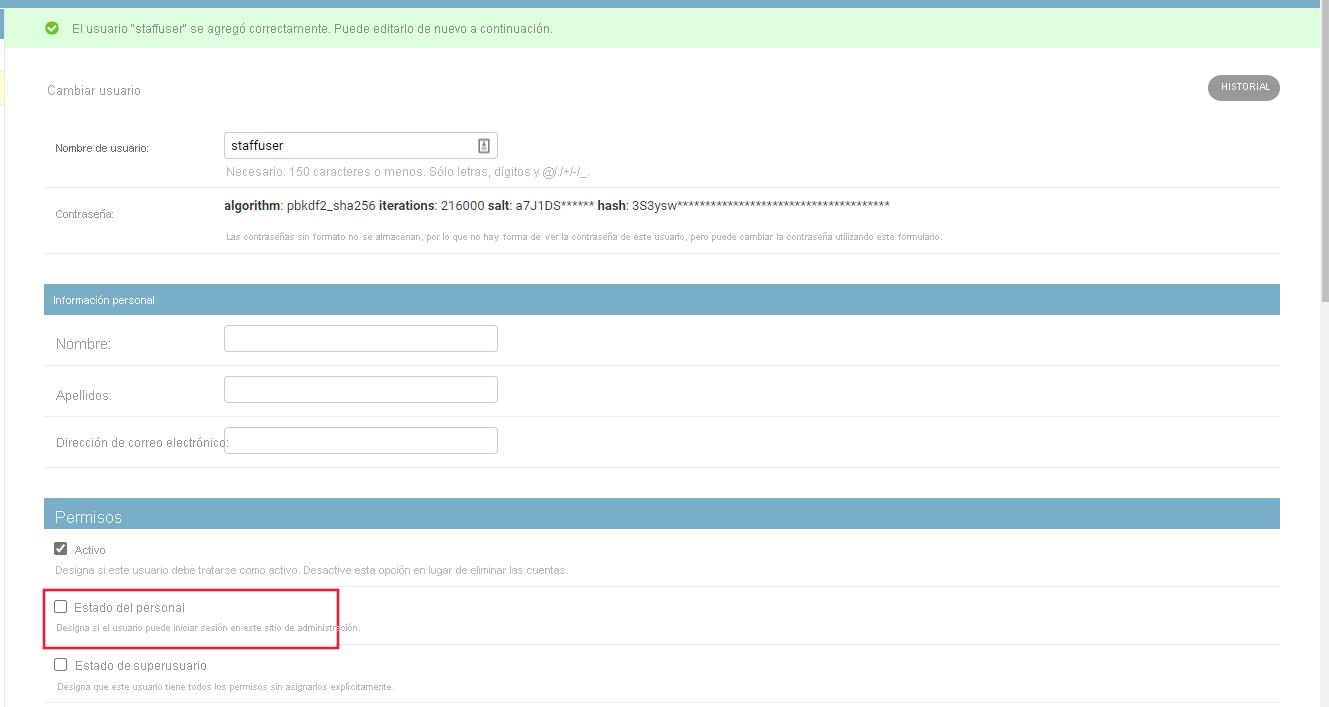 El usuario "staffuser" se agregó correctamente. Puede editarlo de nuevo a continuación.
Cambiar usuario
HISTORIAL
Nombre de usuario:
staffuser
Necesario. 150 caracteres o menos. Sólo letras, dígitos y @/./+/-/_.
Contraseña:
algorithm: pbkdf2_sha256 iterations: 216000 salt: a7J1DS****** hash: 3S3ysw**************************************
Las contraseñas sin formato no se almacenan, por lo que no hay forma de ver la contraseña de este usuario, pero puede cambiar la contraseña utilizando este formulario.
Información personal
Nombre:
Apellidos:
Dirección de correo electrónico:
Permisos
Activo
Designa si este usuario debe tratarse como activo. Desactive esta opción en lugar de eliminar las cuentas.
Estado del personal
Designa si el usuario puede iniciar sesión en este sitio de administración.
Estado de superusuario
Designa que este usuario tiene todos los permisos sin asignarlos explícitamente.